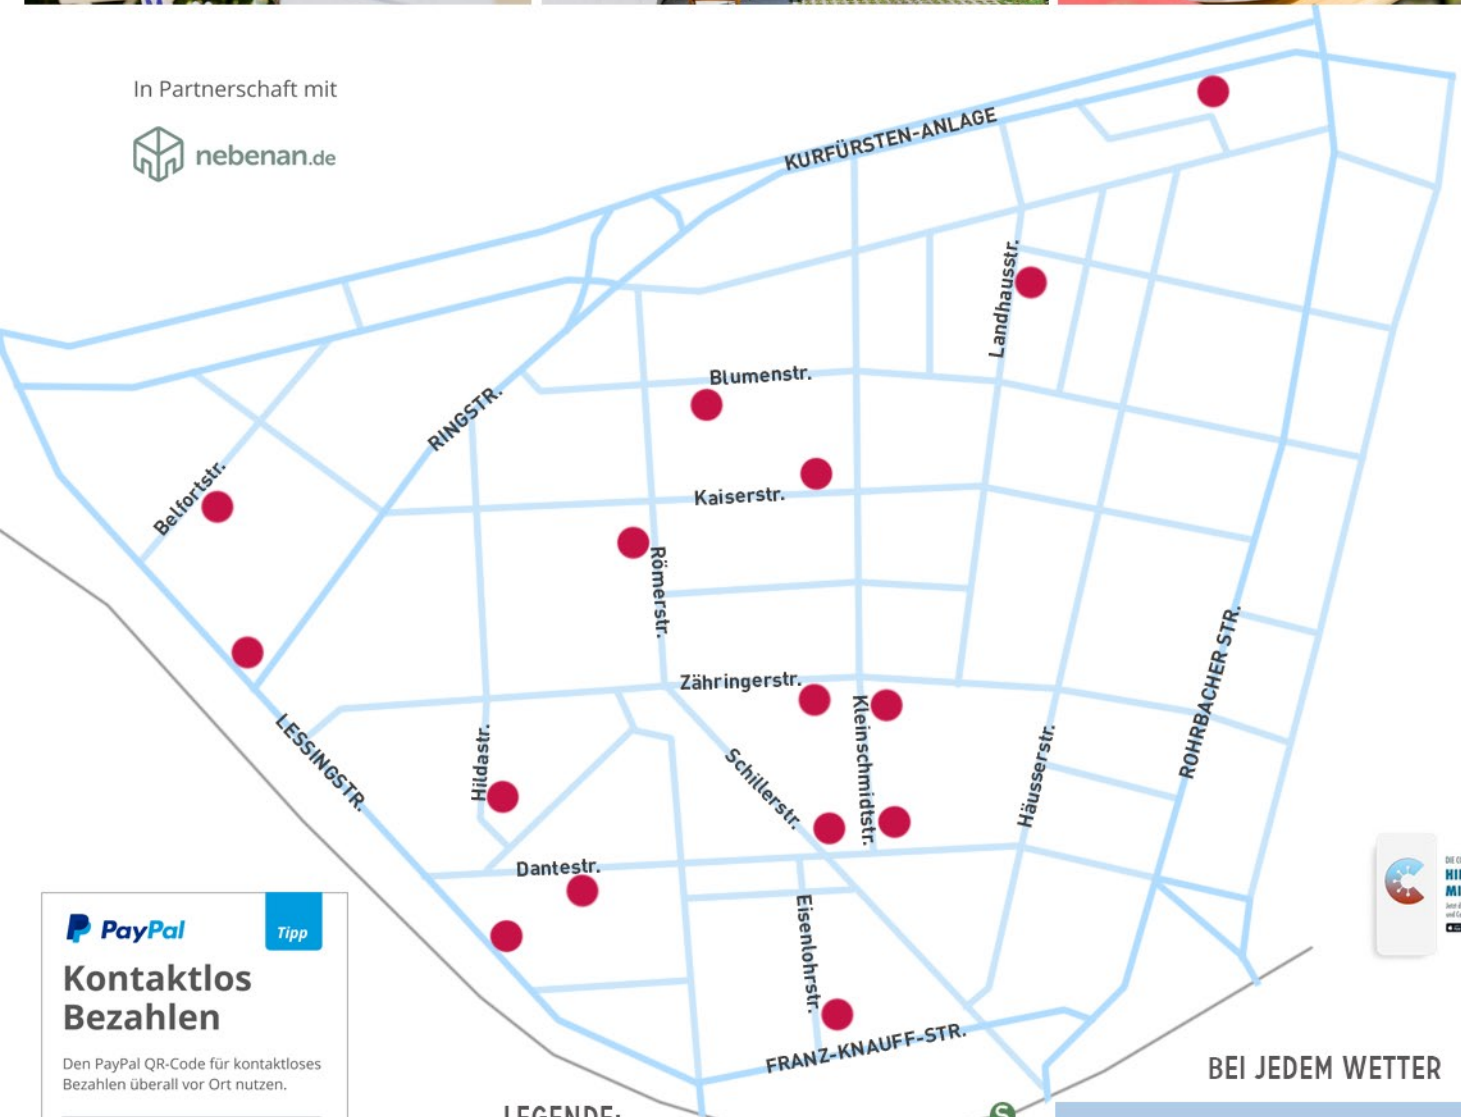 In Partnerschaft mit
nebenan.de
KURFÜRSTEN-ANLAGE
Landhausstr.
Blumenstr.
RINGSTR.
Belfortstr.
Kaiserstr.
Römerstr.
ROHRBACHER STR.
Zähringerstr.
Kleinschmidtstr.
LESSINGSTR.
Hildastr.
Schillerstr.
Häusserstr.
Dantestr.
Eisenlohrstr.
FRANZ-KNAUFF-STR.
PayPal
Tipp
Kontaktlos
Bezahlen
Den PayPal QR-Code für kontaktloses
Bezahlen überall vor Ort nutzen.
BEI JEDEM WETTER
LEGENDE:
S